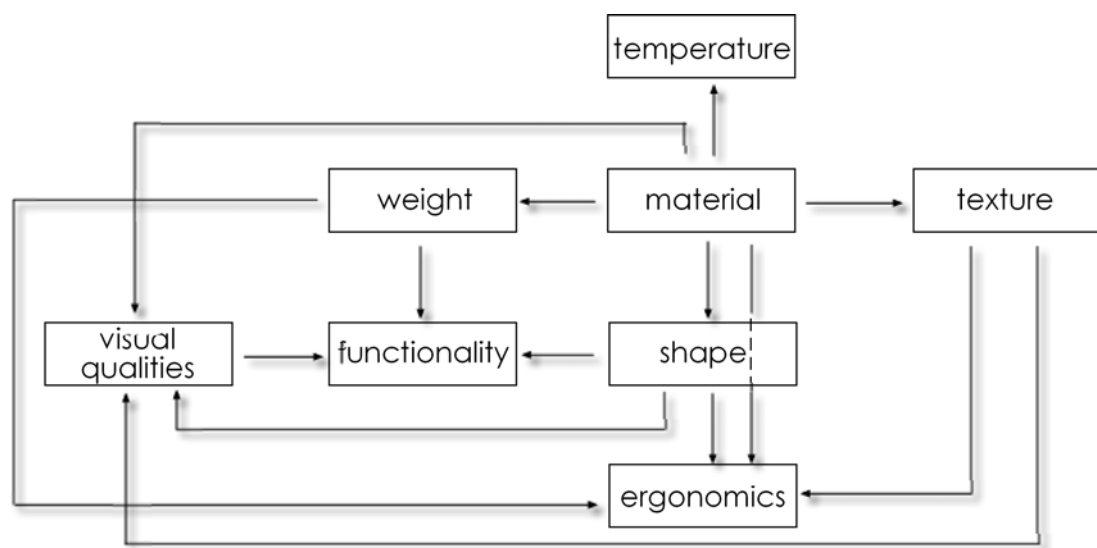 temperature
weight
material
texture
visual
qualities
functionality
shape
ergonomics